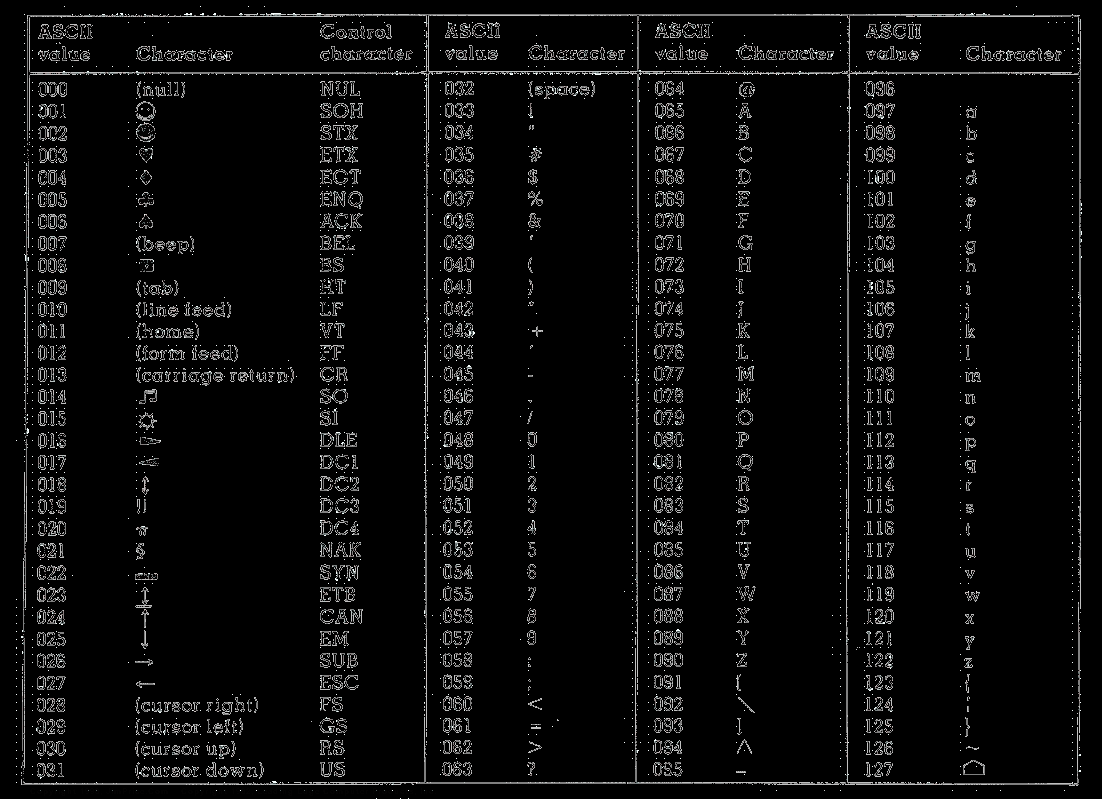 ASCII Control ASCII ASCII ASCII
value Character character value Character value Character value Character
000 (null) NUL 032 (space) 064 @ 096
001 ☺ SOH 033 ! 065 A 097 a
002 ☻ STX 034 " 066 B 098 b
003 ♥ ETX 035 # 067 C 099 c
004 ♦ EOT 036 $ 068 D 100 d
005 ♣ ENQ 037 % 069 E 101 e
006 ♠ ACK 038 & 070 F 102 f
007 (beep) BEL 039 ' 071 G 103 g
008 ◘ BS 040 ( 072 H 104 h
009 (tab) HT 041 ) 073 I 105 i
010 (line feed) LF 042 * 074 J 106 j
011 (home) VT 043 + 075 K 107 k
012 (form feed) FF 044 , 076 L 108 l
013 (carriage return) CR 045 - 077 M 109 m
014 ♫ SO 046 . 078 N 110 n
015 ☼ SI 047 / 079 O 111 o
016 ► DLE 048 0 080 P 112 p
017 ◄ DC1 049 1 081 Q 113 q
018 ↕ DC2 050 2 082 R 114 r
019 ‼ DC3 051 3 083 S 115 s
020 π DC4 052 4 084 T 116 t
021 § NAK 053 5 085 U 117 u
022 ▬ SYN 054 6 086 V 118 v
023 ↨ ETB 055 7 087 W 119 w
024 ↑ CAN 056 8 088 X 120 x
025 ↓ EM 057 9 089 Y 121 y
026 → SUB 058 : 090 Z 122 z
027 ← ESC 059 ; 091 [ 123 {
028 (cursor right) FS 060 < 092 \ 124 ¦
029 (cursor left) GS 061 = 093 ] 125 }
030 (cursor up) RS 062 > 094 ∧ 126 ~
031 (cursor down) US 063 ? 095 _ 127 ⌂